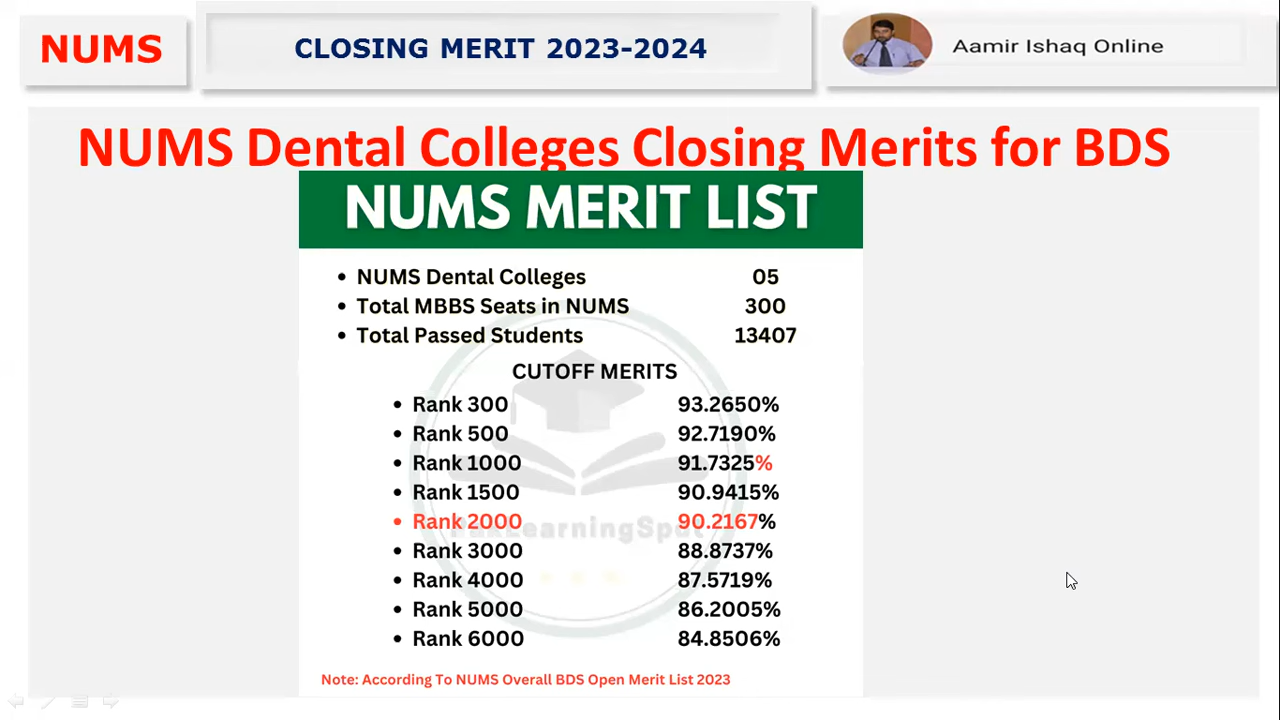 NUMS
CLOSING MERIT 2023-2024
Aamir Ishaq Online
NUMS Dental Colleges Closing Merits for BDS
NUMS MERIT LIST
• NUMS Dental Colleges 05
• Total MBBS Seats in NUMS 300
• Total Passed Students 13407
CUTOFF MERITS
• Rank 300 93.2650%
• Rank 500 92.7190%
• Rank 1000 91.7325%
• Rank 1500 90.9415%
• Rank 2000 90.2167%
PakLearningSpot
• Rank 3000 88.8737%
• Rank 4000 87.5719%
• Rank 5000 86.2005%
• Rank 6000 84.8506%
Note: According To NUMS Overall BDS Open Merit List 2023